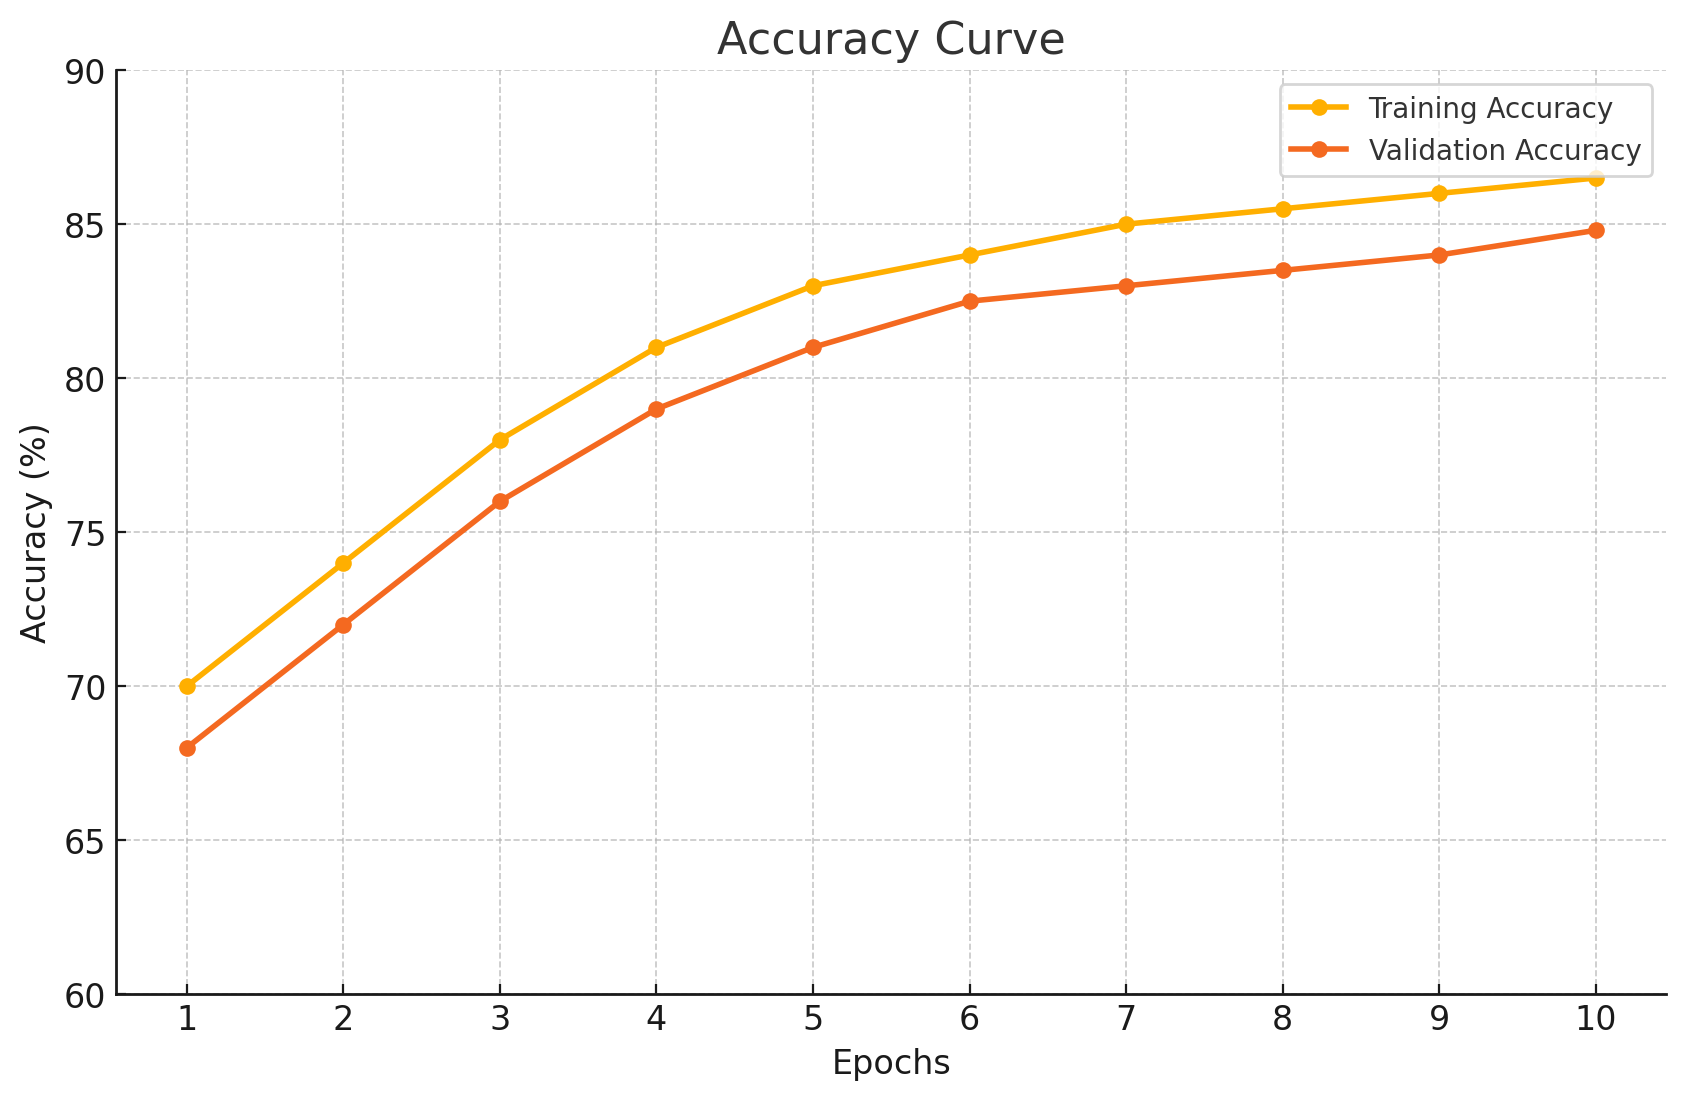 Accuracy Curve
90
85
80
75
70
65
60
Accuracy (%)
Training Accuracy
Validation Accuracy
1 2 3 4 5 6 7 8 9 10
Epochs